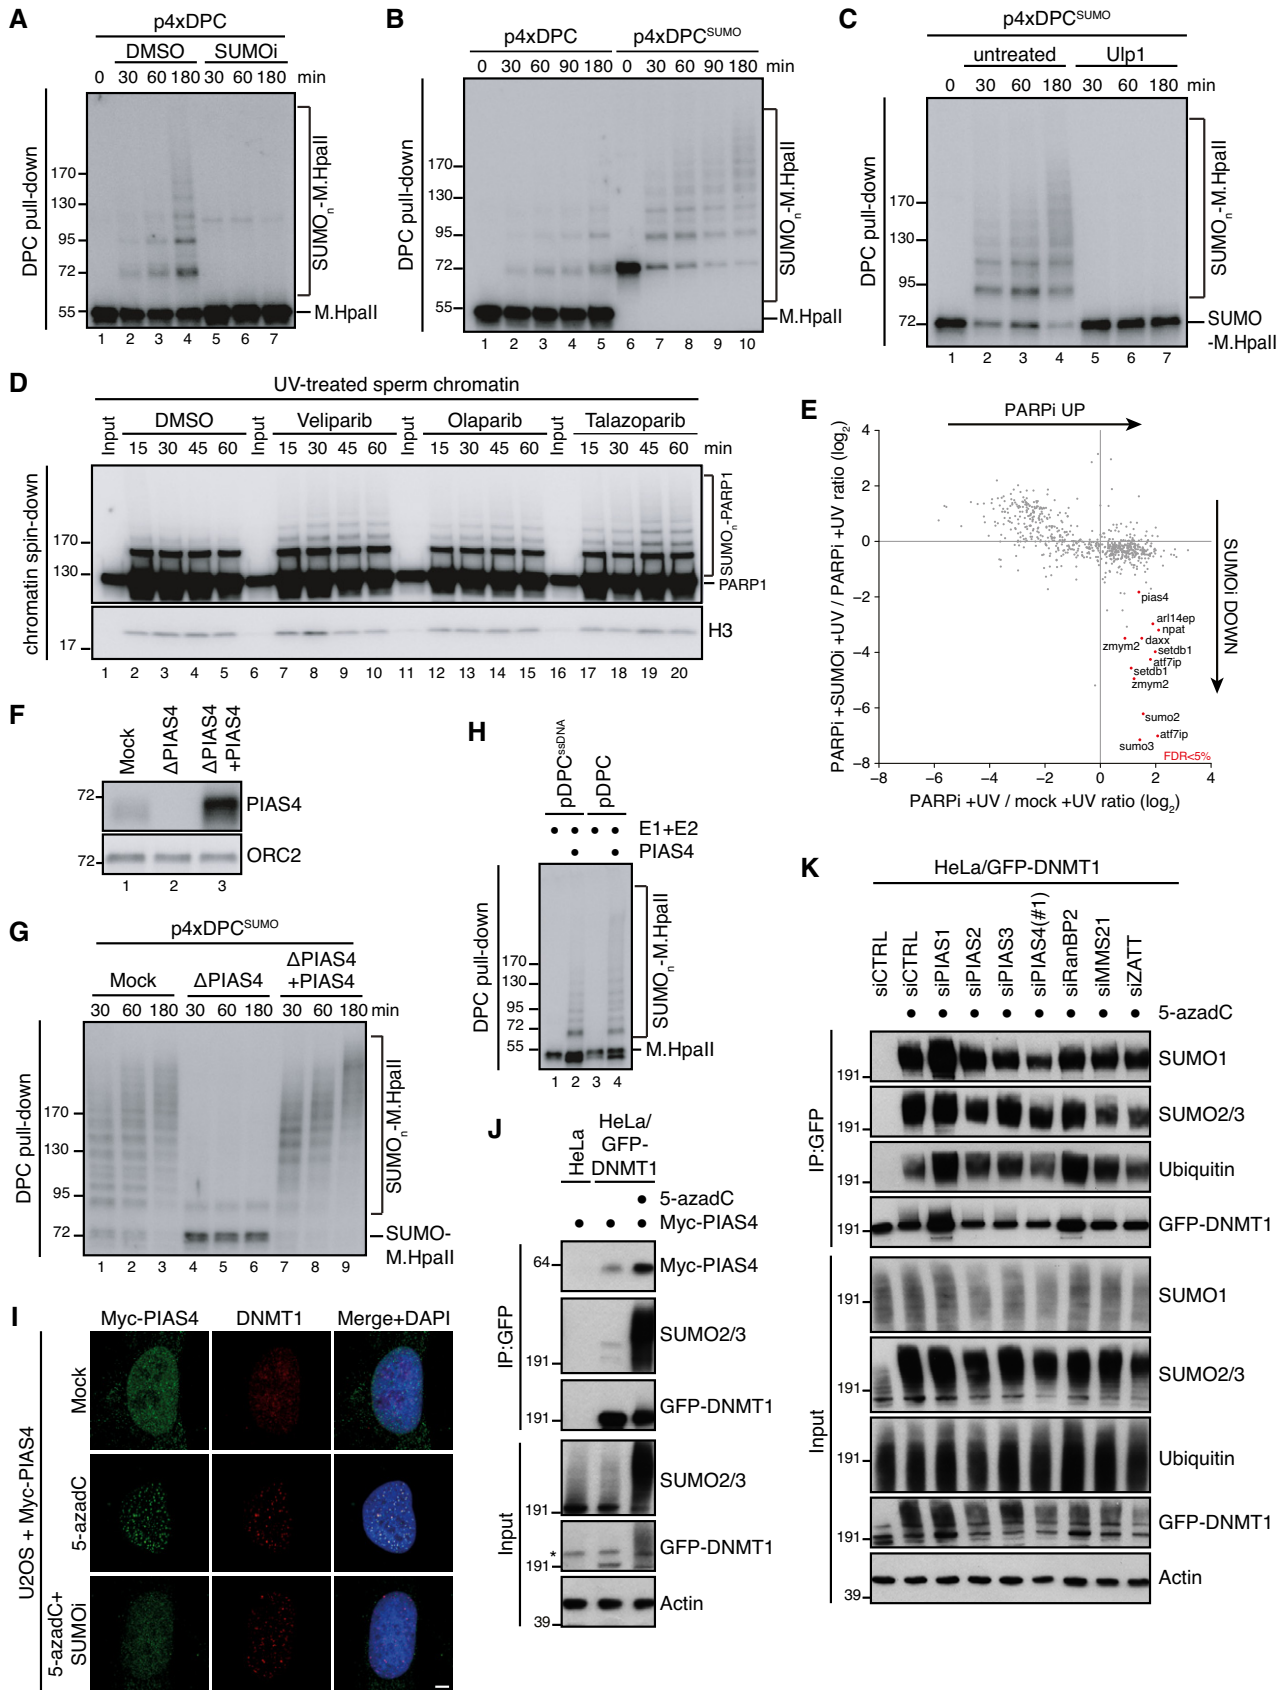 A
p4xDPC
DMSO SUMOi
0 30 60 180 30 60 180 min
DPC pull-down
170
130
95
72
55
SUMOn-M.HpaII
M.HpaII
1 2 3 4 5 6 7
B
p4xDPC p4xDPCSUMO
0 30 60 90 180 0 30 60 90 180 min
DPC pull-down
170
130
95
72
55
SUMOn-M.HpaII
M.HpaII
1 2 3 4 5 6 7 8 9 10
C
p4xDPCSUMO
untreated Ulp1
0 30 60 180 30 60 180 min
DPC pull-down
170
130
95
72
SUMOn-M.HpaII
SUMO
-M.HpaII
1 2 3 4 5 6 7
D
UV-treated sperm chromatin
Input DMSO Input Veliparib Input Olaparib Input Talazoparib
15 30 45 60 15 30 45 60 15 30 45 60 15 30 45 60 min
chromatin spin-down
170
130
17
SUMOn-PARP1
PARP1
H3
1 2 3 4 5 6 7 8 9 10 11 12 13 14 15 16 17 18 19 20
E
PARPi UP
SUMOi DOWN
PARPi +SUMOi +UV / PARPi +UV ratio (log2)
4
2
0
−2
−4
−6
−8
pias4
arl14ep
npat
zmym2
daxx
setdb1
atf7ip
setdb1
zmym2
sumo2
atf7ip
sumo3
FDR<5%
−8 −6 −4 −2 0 2 4
PARPi +UV / mock +UV ratio (log2)
F
Mock
ΔPIAS4
ΔPIAS4
+PIAS4
72
PIAS4
72
ORC2
1 2 3
G
p4xDPCSUMO
Mock ΔPIAS4 ΔPIAS4
+PIAS4
30 60 180 30 60 180 30 60 180 min
DPC pull-down
170
130
95
72
SUMOn-M.HpaII
SUMO-
M.HpaII
1 2 3 4 5 6 7 8 9
H
pDPCssDNA
pDPC
E1+E2
PIAS4
DPC pull-down
170
130
95
72
55
SUMOn-M.HpaII
M.HpaII
1 2 3 4
I
U2OS + Myc-PIAS4
Myc-PIAS4 DNMT1 Merge+DAPI
Mock
5-azadC
5-azadC+
SUMOi
J
HeLa
HeLa/
GFP-
DNMT1
5-azadC
Myc-PIAS4
IP:GFP
64
Myc-PIAS4
SUMO2/3
191
191
GFP-DNMT1
Input
SUMO2/3
191
*
GFP-DNMT1
191
Actin
39
K
HeLa/GFP-DNMT1
siCTRL
siCTRL
siPIAS1
siPIAS2
siPIAS3
siPIAS4(#1)
siRanBP2
siMMS21
siZATT
5-azadC
IP:GFP
SUMO1
191
SUMO2/3
191
Ubiquitin
191
GFP-DNMT1
191
Input
SUMO1
191
SUMO2/3
191
Ubiquitin
191
GFP-DNMT1
191
Actin
39